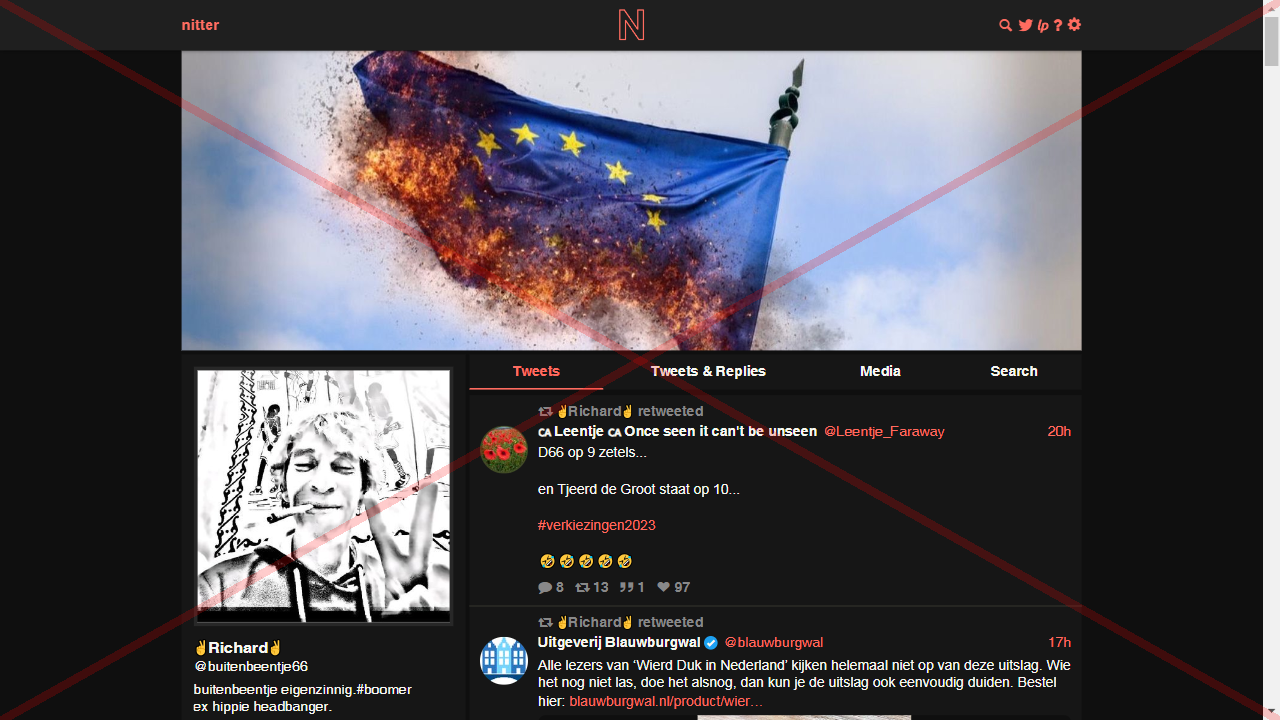 nitter
N
lp ?
Tweets
Tweets & Replies
Media
Search
✌Richard✌ retweeted
CA Leentje CA Once seen it can't be unseen @Leentje_Faraway 20h
D66 op 9 zetels...
en Tjeerd de Groot staat op 10...
#verkiezingen2023
🤣🤣🤣🤣🤣
8 13 1 97
✌Richard✌ retweeted
Uitgeverij Blauwburgwal @blauwburgwal 17h
Alle lezers van ‘Wierd Duk in Nederland’ kijken helemaal niet op van deze uitslag. Wie
het nog niet las, doe het alsnog, dan kun je de uitslag ook eenvoudig duiden. Bestel
hier: blauwburgwal.nl/product/wier…
✌Richard✌
@buitenbeentje66
buitenbeentje eigenzinnig.#boomer
ex hippie headbanger.